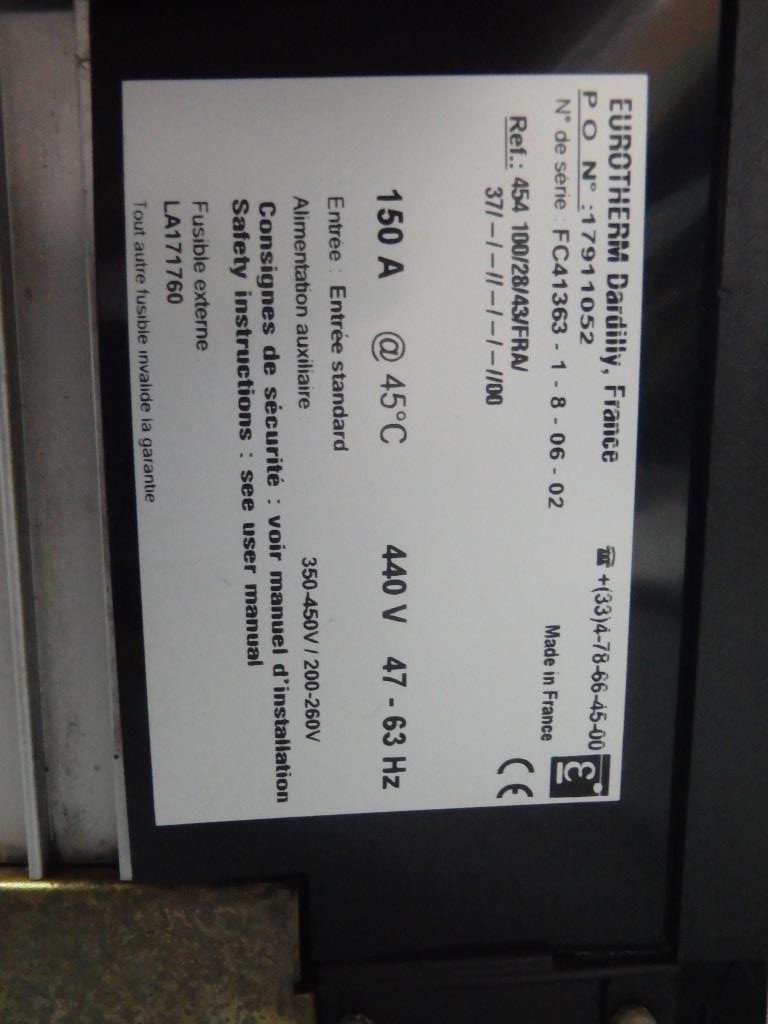 EUROTHERM Dardilly, France ☎ +(33)4-78-66-45-00
P O N° :17911052
N° de série : FC41363 - 1 - 8 - 06 - 02 Made in France
Ref.: 454 100/28/43/FRA/ CE
37/–/–//–/–/–//00
150 A @ 45°C 440 V 47 - 63 Hz
Entrée : Entrée standard
Alimentation auxiliaire 350-450V / 200-260V
Consignes de sécurité : voir manuel d'installation
Safety instructions : see user manual
Fusible externe
LA171760
Tout autre fusible invalide la garantie